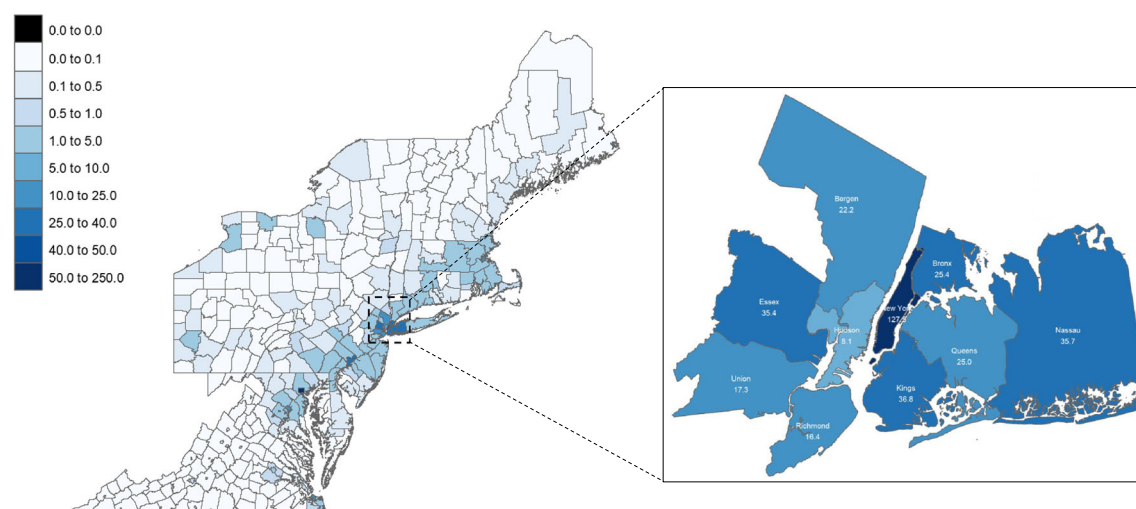 0.0 to 0.0
0.0 to 0.1
0.1 to 0.5
0.5 to 1.0
1.0 to 5.0
5.0 to 10.0
10.0 to 25.0
25.0 to 40.0
40.0 to 50.0
50.0 to 250.0
Bergen
22.2
Bronx
25.4
Essex
35.4
New York
Hudson
8.1
Nassau
35.7
Queens
25.0
Union
17.3
Kings
36.8
Richmond
16.4